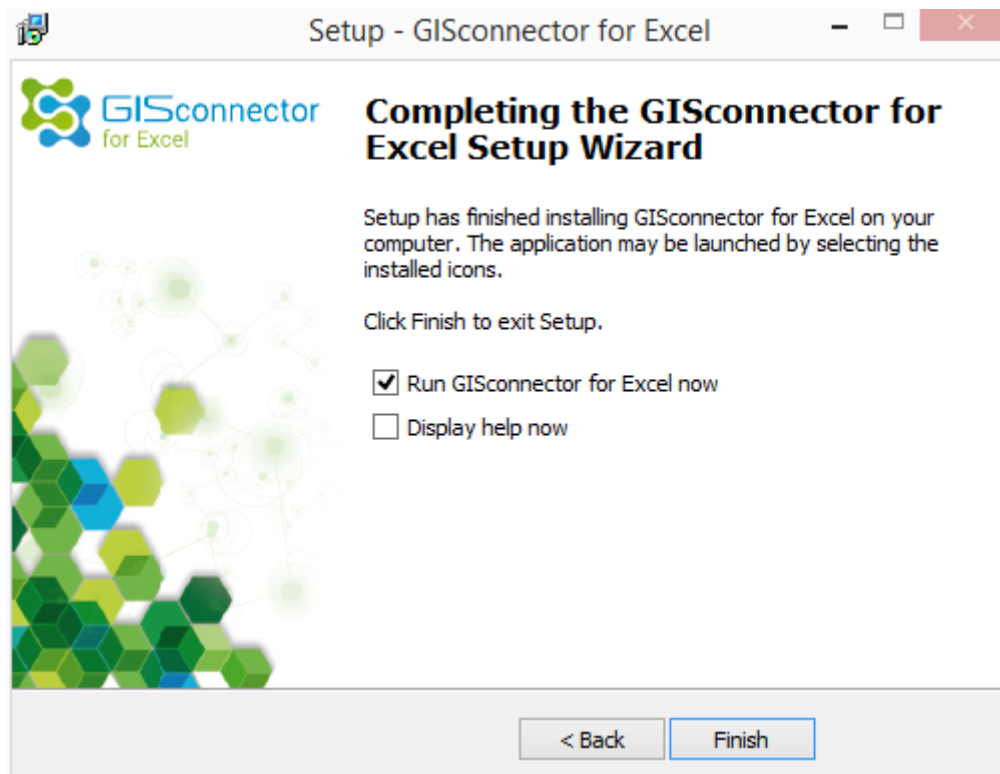 Setup - GISconnector for Excel
GISconnector
for Excel
Completing the GISconnector for
Excel Setup Wizard
Setup has finished installing GISconnector for Excel on your
computer. The application may be launched by selecting the
installed icons.
Click Finish to exit Setup.
Run GISconnector for Excel now
Display help now
< Back
Finish